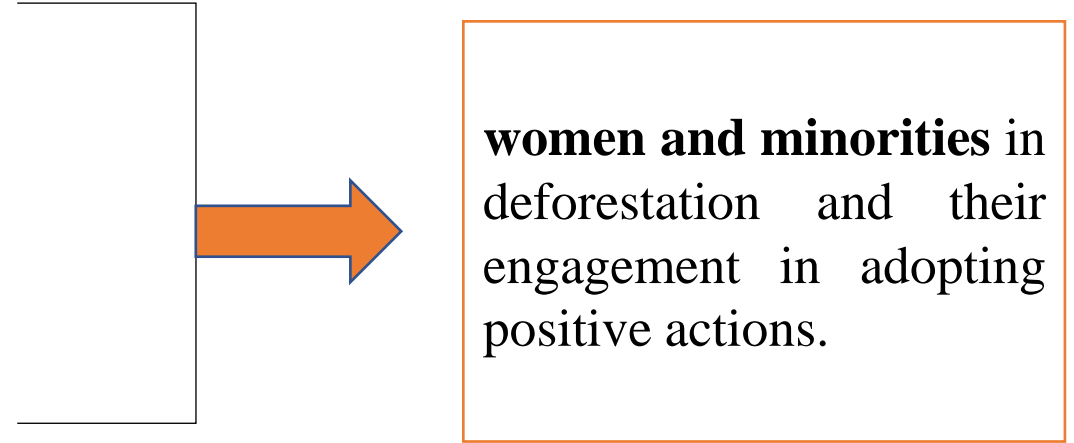 women and minorities in
deforestation and their
engagement in adopting
positive actions.